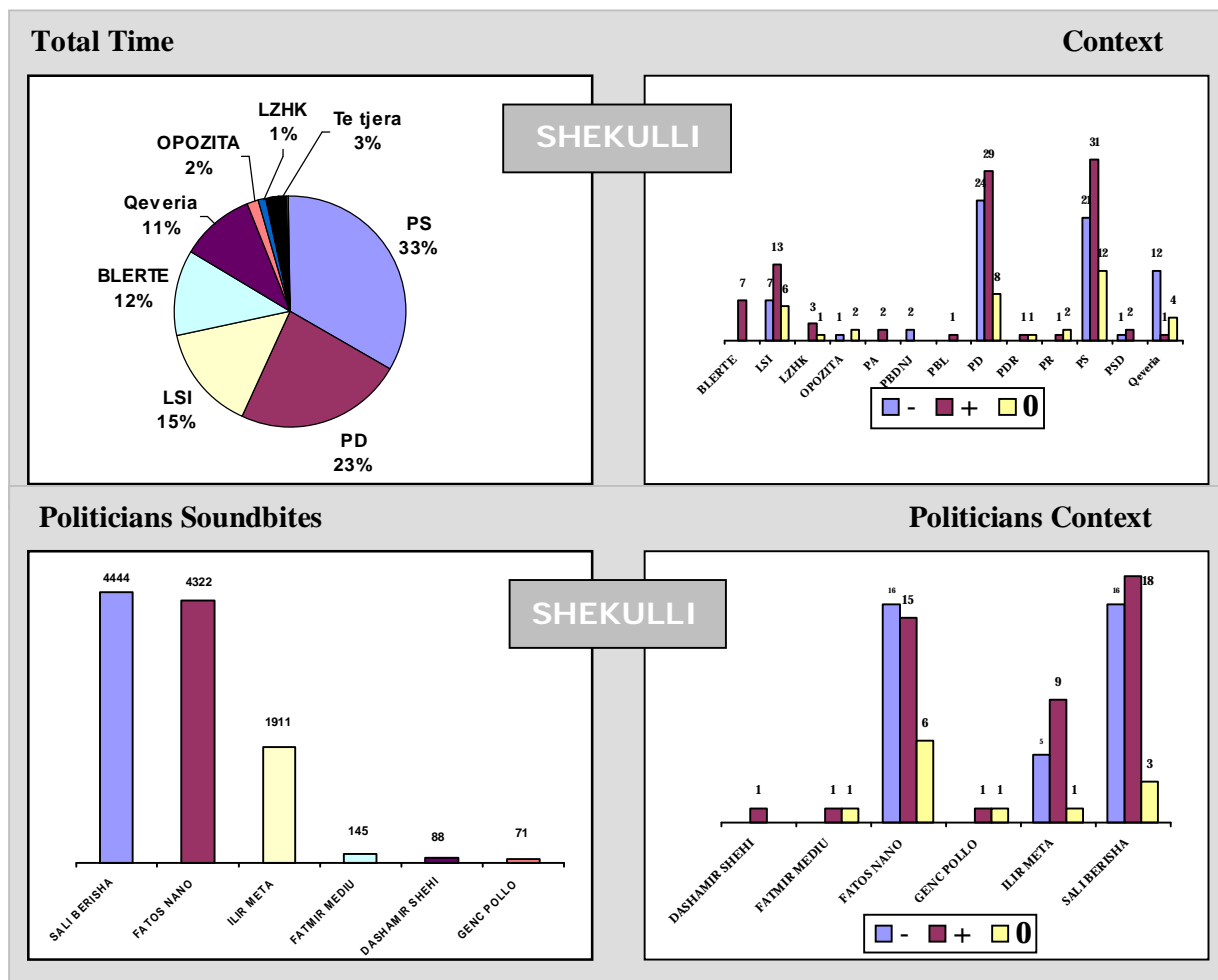 Total Time
Context
SHEKULLI
LZHK
1%
Te tjera
3%
OPOZITA
2%
Qeveria
11%
BLERTE
12%
LSI
15%
PD
23%
PS
33%
7
7 13 6
3 1
1 2
2
2
1
24 29 8
1 1
1 2
21 31 12
1 2
12 1 4
BLERTE LSI LZHK OPOZITA PA PBDNJ PBL PD PDR PR PS PSD Qeveria
- + 0
Politicians Soundbites
Politicians Context
SHEKULLI
4444 4322 1911 145 88 71
SALI BERISHA FATOS NANO ILIR META FATMIR MEDIU DASHAMIR SHEHI GENC POLLO
1
1 1
16 15 6
1 1
5 9 1
16 18 3
DASHAMIR SHEHI FATMIR MEDIU FATOS NANO GENC POLLO ILIR META SALI BERISHA
- + 0